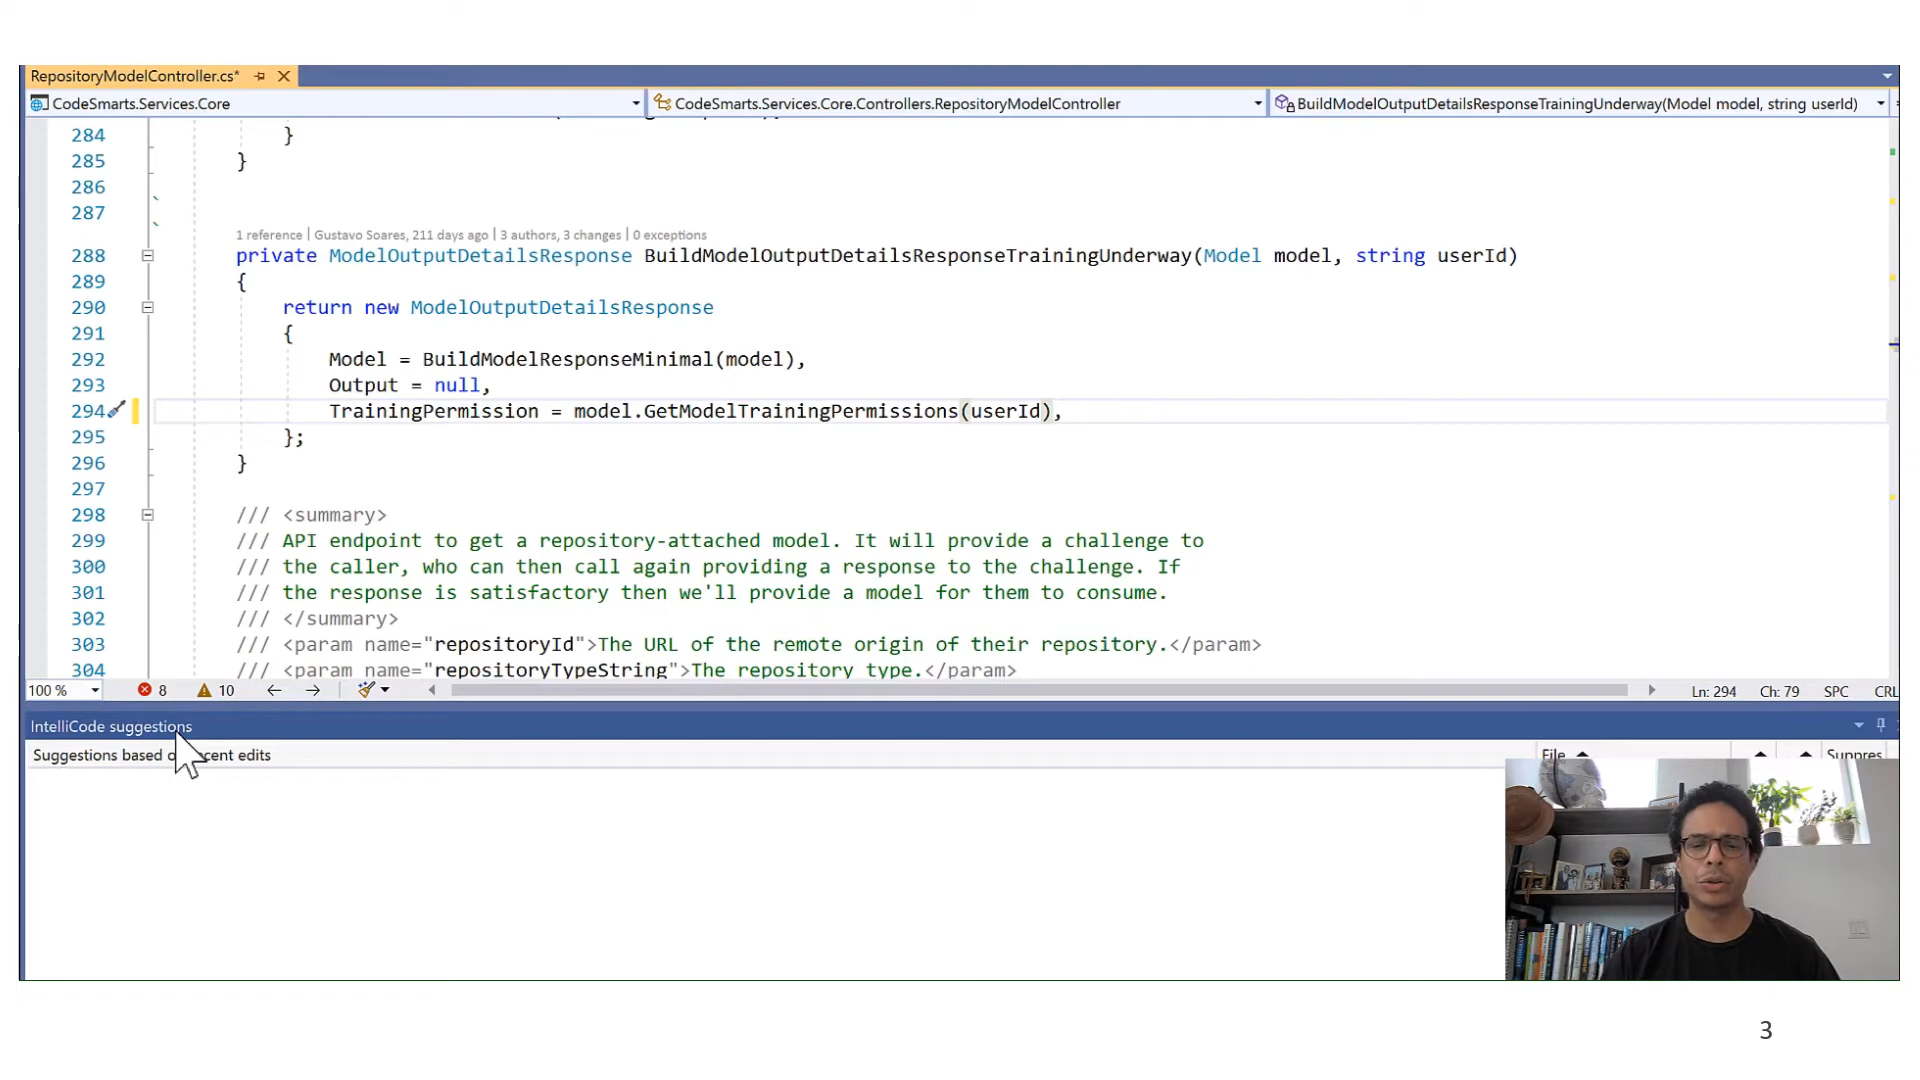 RepositoryModelController.cs*
CodeSmarts.Services.Core
CodeSmarts.Services.Core.Controllers.RepositoryModelController
BuildModelOutputDetailsResponseTrainingUnderway(Model model, string userId)
284 }
285 }
286
287
1 reference | Gustavo Soares, 211 days ago | 3 authors, 3 changes | 0 exceptions
288 private ModelOutputDetailsResponse BuildModelOutputDetailsResponseTrainingUnderway(Model model, string userId)
289 {
290 return new ModelOutputDetailsResponse
291 {
292 Model = BuildModelResponseMinimal(model),
293 Output = null,
294 TrainingPermission = model.GetModelTrainingPermissions(userId),
295 };
296 }
297
298 /// <summary>
299 /// API endpoint to get a repository-attached model. It will provide a challenge to
300 /// the caller, who can then call again providing a response to the challenge. If
301 /// the response is satisfactory then we'll provide a model for them to consume.
302 /// </summary>
303 /// <param name="repositoryId">The URL of the remote origin of their repository.</param>
304 /// <param name="repositoryTypeString">The repository type.</param>
100 % 8 10 Ln: 294 Ch: 79 SPC CRL
IntelliCode suggestions
Suggestions based o cent edits File Suppres
3